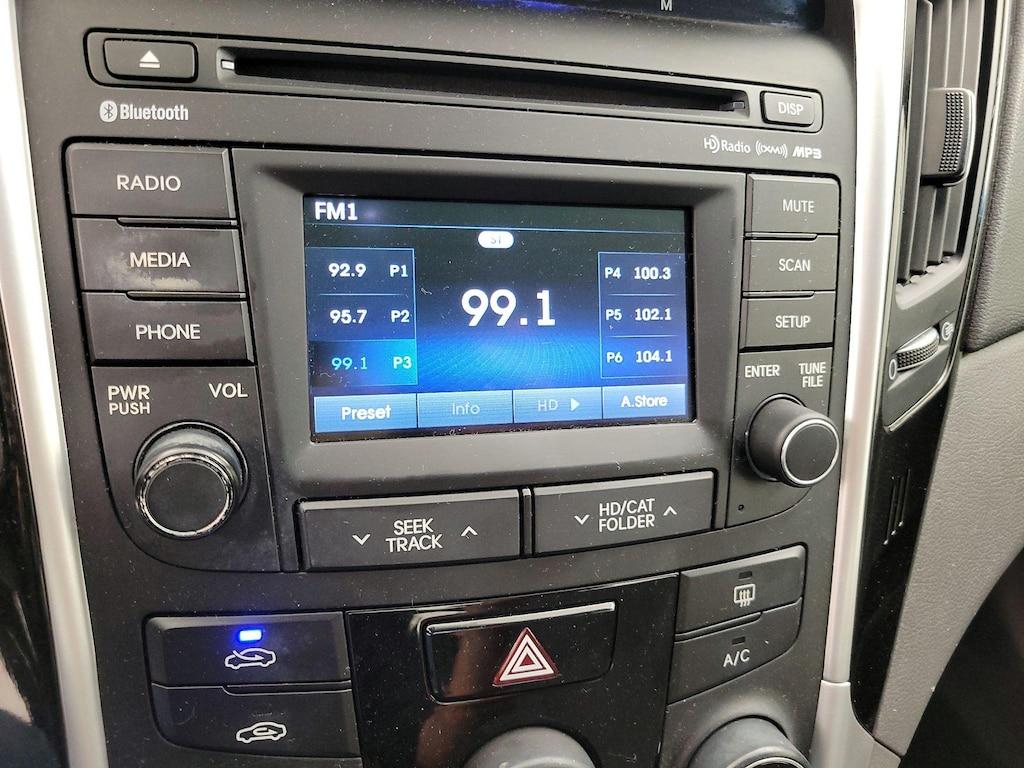 M
Bluetooth
DISP
HD Radio ((XM)) MP3
RADIO
MEDIA
PHONE
PWR
PUSH
VOL
FM1
ST
92.9 P1
95.7 P2
99.1 P3
99.1
P4 100.3
P5 102.1
P6 104.1
Preset
Info
HD
A.Store
MUTE
SCAN
SETUP
ENTER
TUNE
FILE
SEEK
TRACK
HD/CAT
FOLDER
A/C